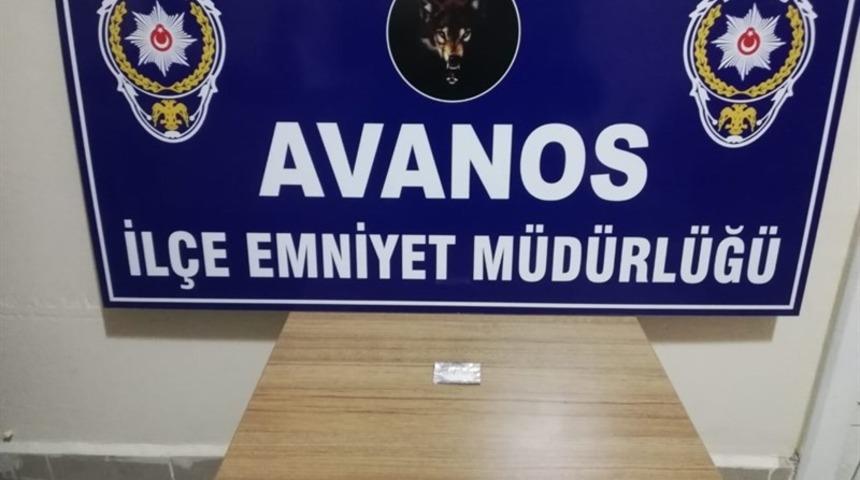 AVANOS
İLÇE EMNİYET MÜDÜRLÜĞÜ